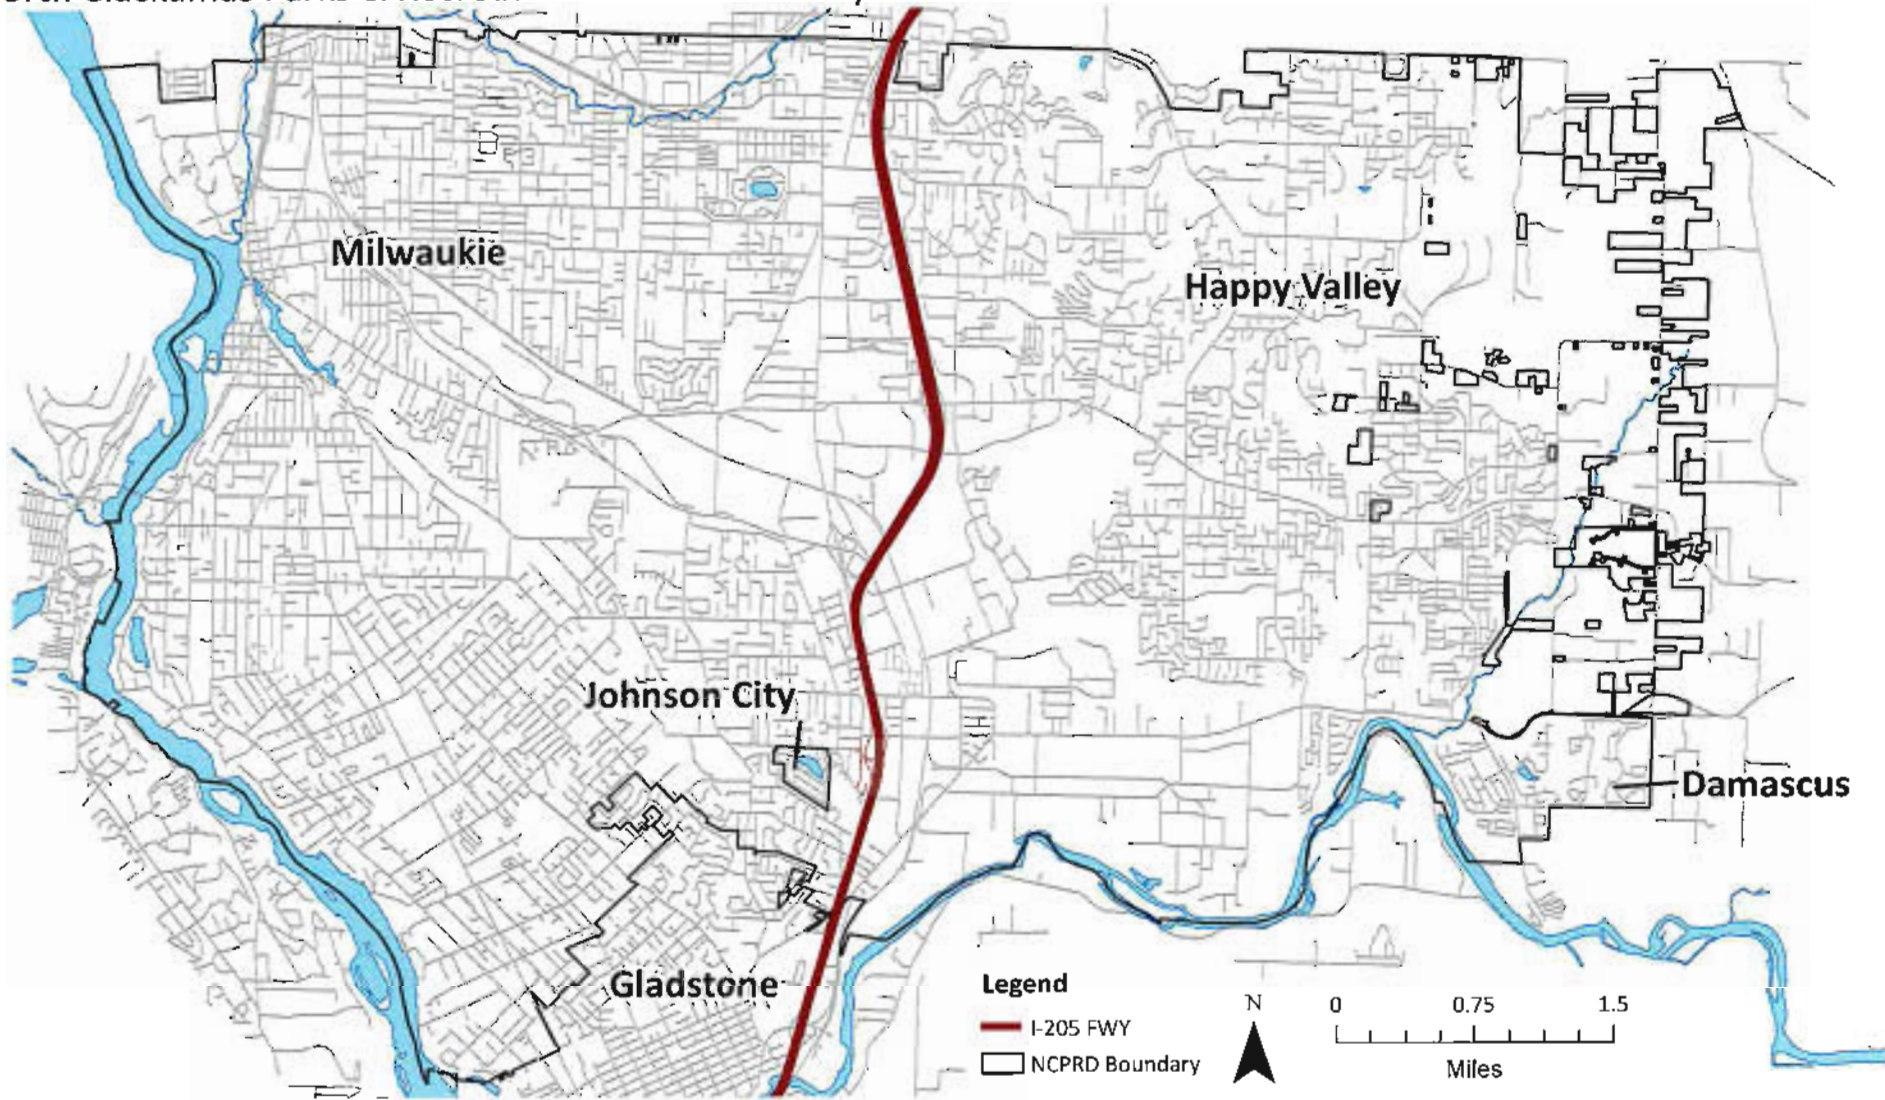 Milwaukie
Happy Valley
Johnson City
Damascus
Gladstone
Legend
I-205 FWY
NCPRD Boundary
N
0 0.75 1.5
Miles